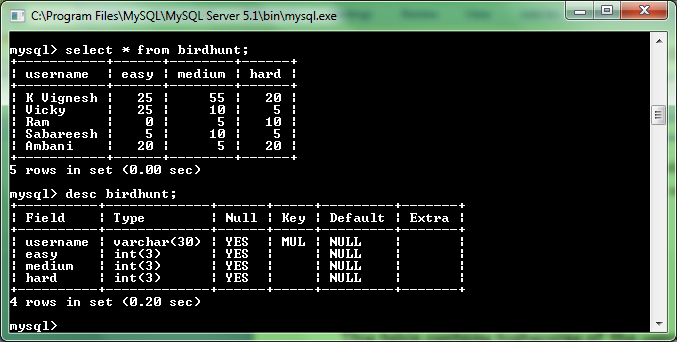 C:\Program Files\MySQL\MySQL Server 5.1\bin\mysql.exe
mysql> select * from birdhunt;
+------------+------+--------+------+
| username | easy | medium | hard |
+------------+------+--------+------+
| K Vignesh | 25 | 55 | 20 |
| Vicky | 25 | 10 | 5 |
| Ram | 0 | 5 | 10 |
| Sabareesh | 5 | 10 | 5 |
| Ambani | 20 | 5 | 20 |
+------------+------+--------+------+
5 rows in set (0.00 sec)
mysql> desc birdhunt;
+----------+-------------+------+-----+---------+-------+
| Field | Type | Null | Key | Default | Extra |
+----------+-------------+------+-----+---------+-------+
| username | varchar(30) | YES | MUL | NULL | |
| easy | int(3) | YES | | NULL | |
| medium | int(3) | YES | | NULL | |
| hard | int(3) | YES | | NULL | |
+----------+-------------+------+-----+---------+-------+
4 rows in set (0.20 sec)
mysql>